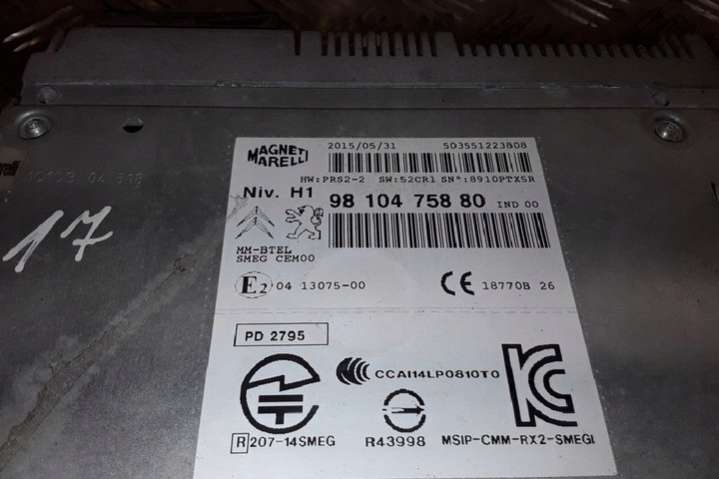 MAGNETI
MARELLI
2015/05/31 503551223808
HW:PRS2-2 SW:52CR1 SN*:8910PTX5R
Niv. H1 98 104 758 80 IND 00
MM-BTEL
SMEG CEM00
E2 04 13075-00 CE 18770B 26
PD 2795
CCAI14LP0810T0
R 207-14SMEG R43998 MSIP-CMM-RX2-SMEGI
17